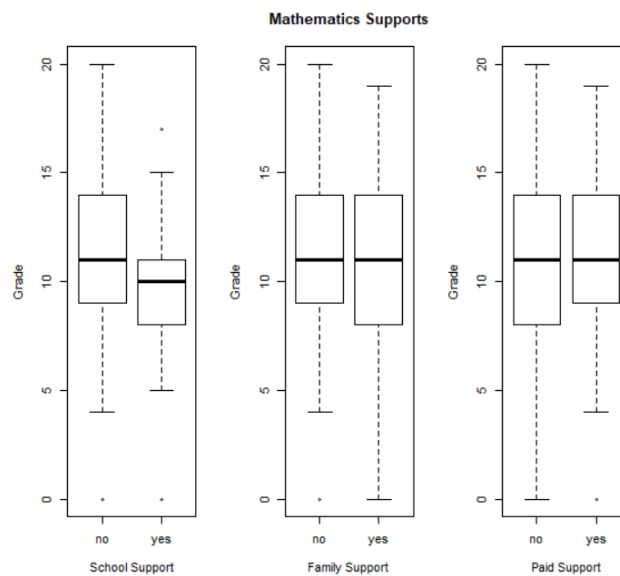 Mathematics Supports
Grade
20
15
10
5
0
no yes
School Support
Grade
20
15
10
5
0
no yes
Family Support
Grade
20
15
10
5
0
no yes
Paid Support